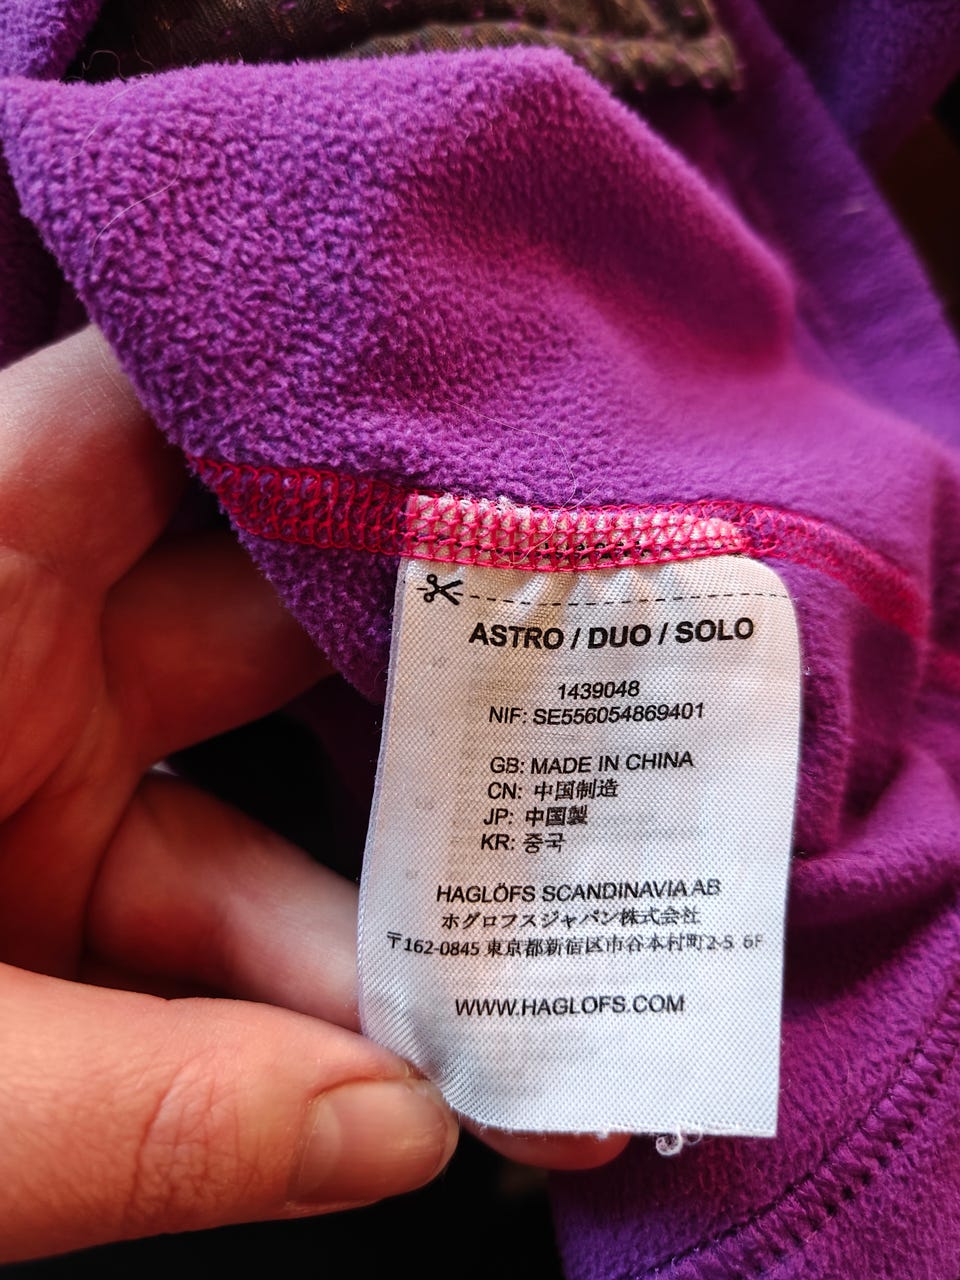 ASTRO / DUO / SOLO
1439048
NIF: SE556054869401
GB: MADE IN CHINA
CN: 中国制造
JP: 中国製
KR: 중국
HAGLÖFS SCANDINAVIA AB
ホグロフスジャパン株式会社
〒162-0845 東京都新宿区市谷本村町2-5 6F
WWW.HAGLOFS.COM